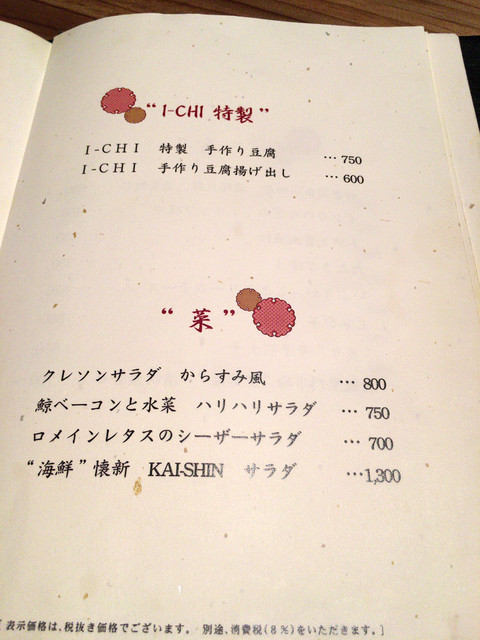 “I-CHI 特製”
I-CHI 特製 手作り豆腐 …750
I-CHI 手作り豆腐揚げ出し …600
“菜”
クレソンサラダ からすみ風 …800
鯨ベーコンと水菜 ハリハリサラダ …750
ロメインレタスのシーザーサラダ …700
“海鮮”懐新 KAI-SHIN サラダ …1,300
[表示価格は、税抜き価格でございます。 別途、消費税(8%)をいただきます。]